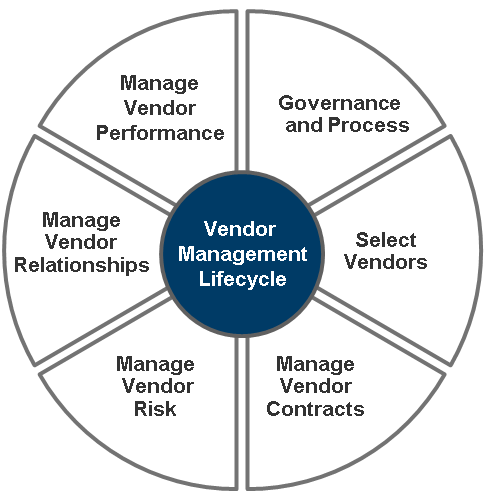 Manage
Vendor
Performance
Governance
and Process
Manage
Vendor
Relationships
Vendor
Management
Lifecycle
Select
Vendors
Manage
Vendor
Risk
Manage
Vendor
Contracts